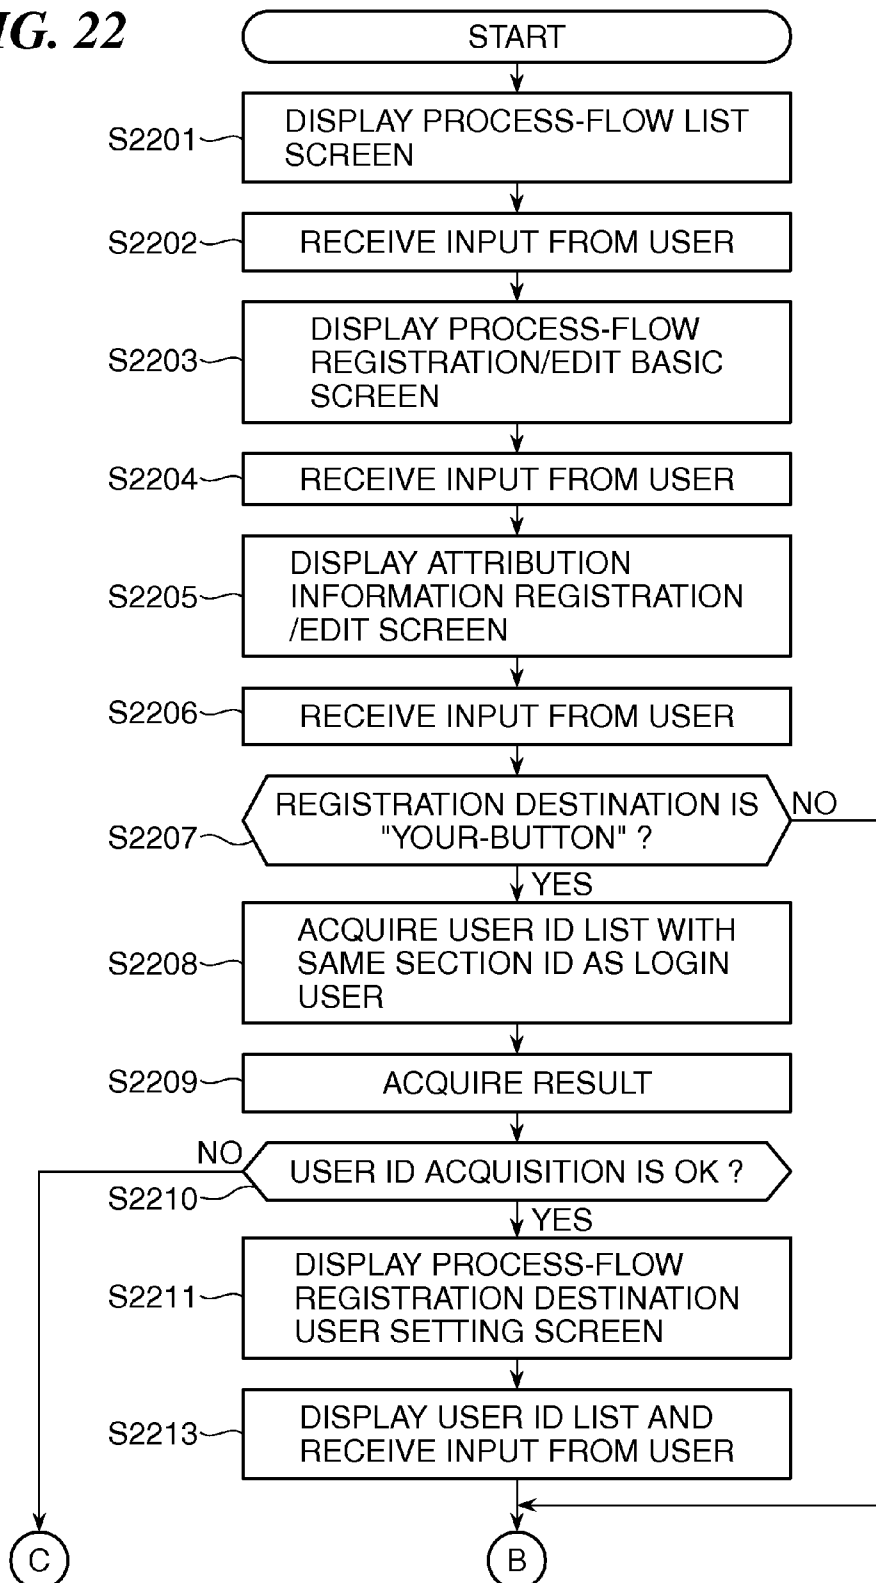 IG. 22
START
S2201
DISPLAY PROCESS-FLOW LIST
SCREEN
S2202
RECEIVE INPUT FROM USER
S2203
DISPLAY PROCESS-FLOW
REGISTRATION/EDIT BASIC
SCREEN
S2204
RECEIVE INPUT FROM USER
S2205
DISPLAY ATTRIBUTION
INFORMATION REGISTRATION
/EDIT SCREEN
S2206
RECEIVE INPUT FROM USER
S2207
REGISTRATION DESTINATION IS
"YOUR-BUTTON" ?
NO
YES
S2208
ACQUIRE USER ID LIST WITH
SAME SECTION ID AS LOGIN
USER
S2209
ACQUIRE RESULT
NO
S2210
USER ID ACQUISITION IS OK ?
YES
S2211
DISPLAY PROCESS-FLOW
REGISTRATION DESTINATION
USER SETTING SCREEN
S2213
DISPLAY USER ID LIST AND
RECEIVE INPUT FROM USER
C
B